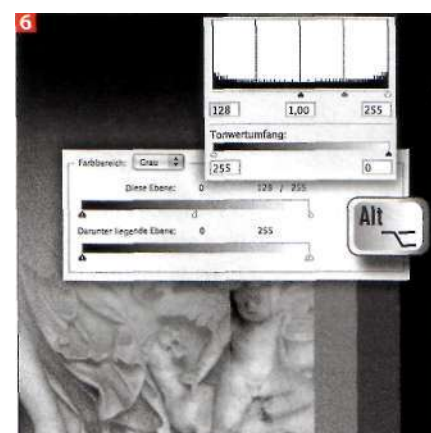 6
128 1,00 255
Tonwertumfang:
255 0
Farbbereich: Grau
Diese Ebene: 0 128 / 255
Darunter liegende Ebene: 0 255
Alt